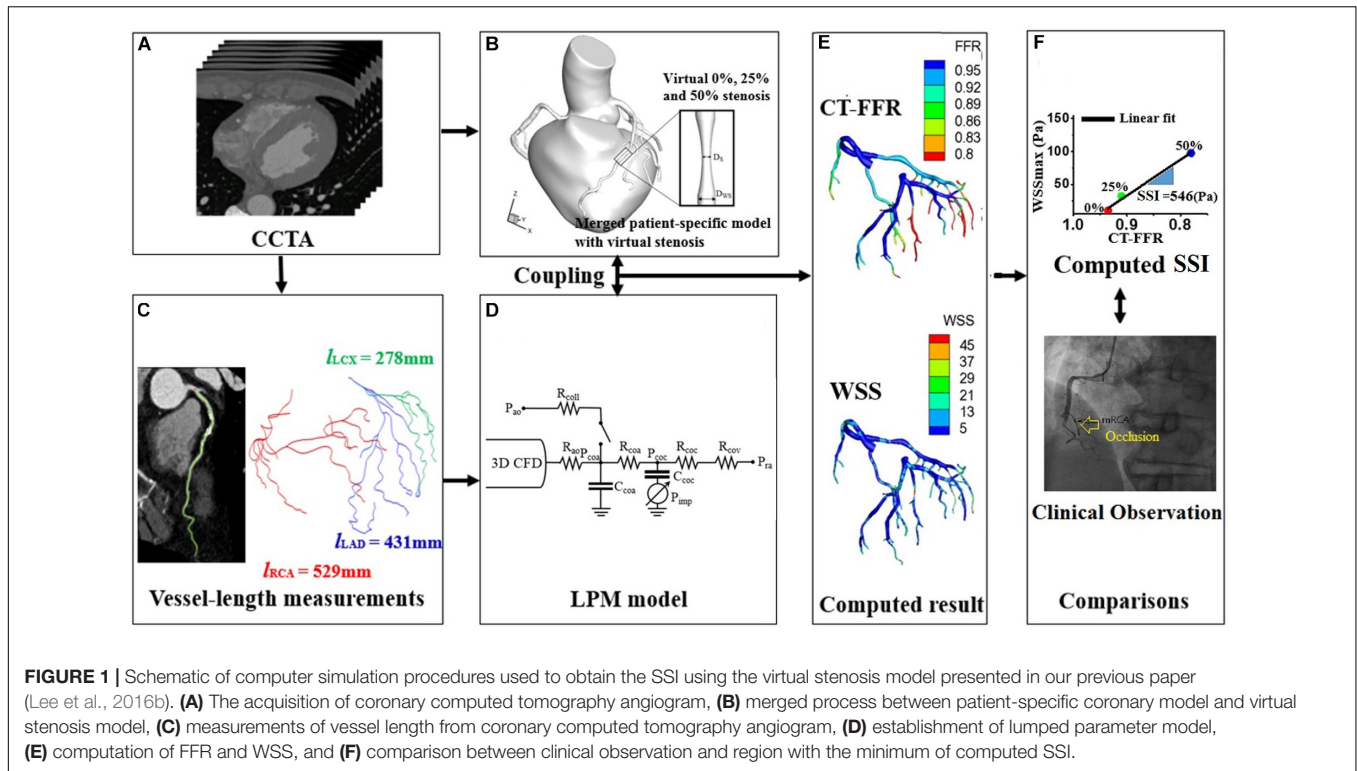 A
CCTA
B
Virtual 0%, 25%
and 50% stenosis
D_S
D_WS
Z
Y
X
Merged patient-specific model
with virtual stenosis
Coupling
C
l_LCX = 278mm
l_LAD = 431mm
l_RCA = 529mm
Vessel-length measurements
D
P_ao
R_coll
3D CFD
R_ao
P_coa
R_coa
P_coc
R_coc
R_cov
P_ra
C_coa
C_coc
P_imp
LPM model
E
FFR
0.95
0.92
0.89
0.86
0.83
0.8
CT-FFR
WSS
45
37
29
21
13
5
WSS
Computed result
F
Linear fit
WSSmax (Pa)
150
100
50
50%
25%
0%
SSI =546(Pa)
1.0
0.9
0.8
CT-FFR
Computed SSI
mRCA
Occlusion
Clinical Observation
Comparisons
FIGURE 1 | Schematic of computer simulation procedures used to obtain the SSI using the virtual stenosis model presented in our previous paper
(Lee et al., 2016b). (A) The acquisition of coronary computed tomography angiogram, (B) merged process between patient-specific coronary model and virtual
stenosis model, (C) measurements of vessel length from coronary computed tomography angiogram, (D) establishment of lumped parameter model,
(E) computation of FFR and WSS, and (F) comparison between clinical observation and region with the minimum of computed SSI.